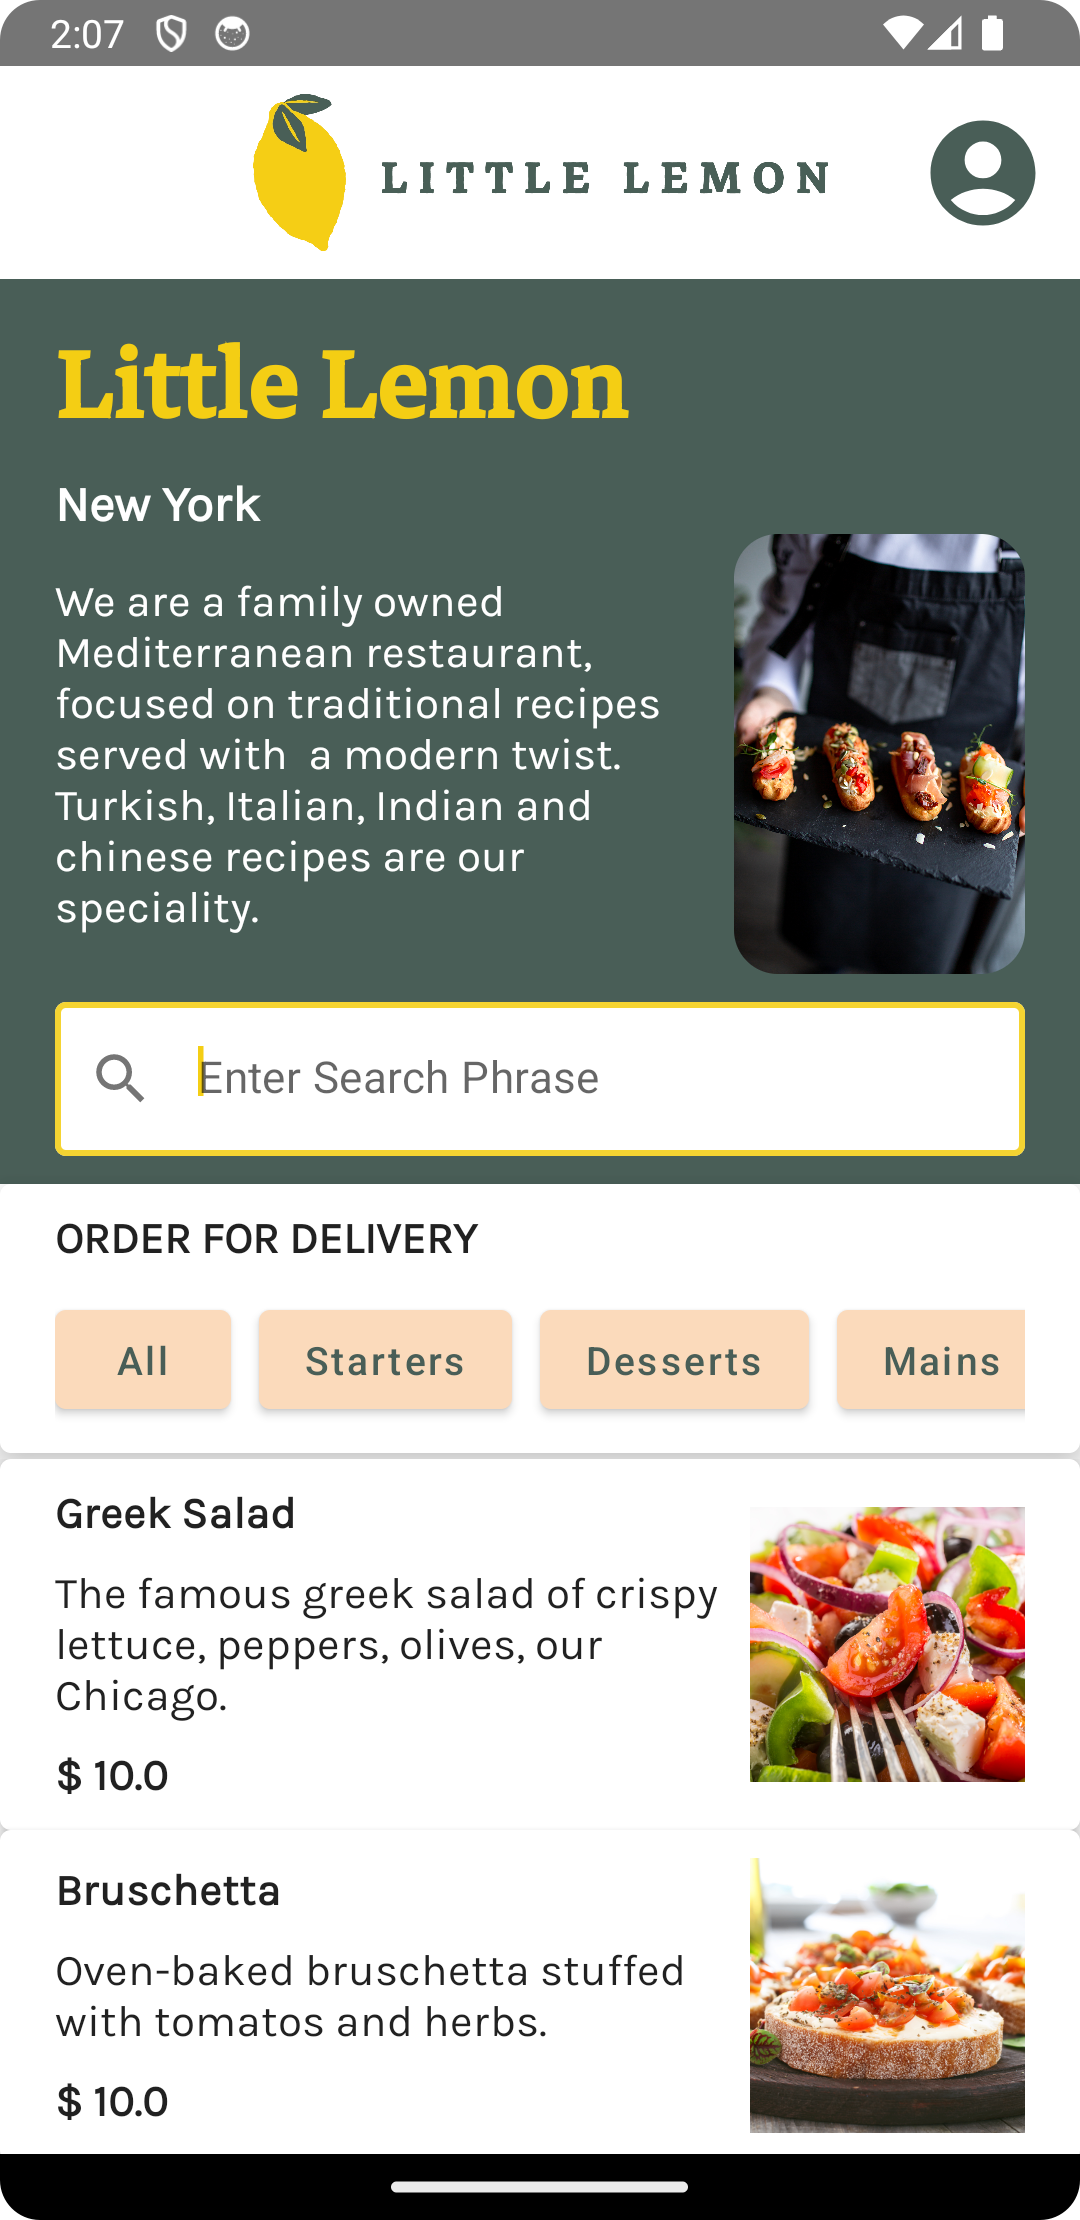 2:07
LITTLE LEMON
Little Lemon
New York
We are a family owned
Mediterranean restaurant,
focused on traditional recipes
served with  a modern twist.
Turkish, Italian, Indian and
chinese recipes are our
speciality.
Enter Search Phrase
ORDER FOR DELIVERY
All Starters Desserts Mains
Greek Salad
The famous greek salad of crispy
lettuce, peppers, olives, our
Chicago.
$ 10.0
Bruschetta
Oven-baked bruschetta stuffed
with tomatos and herbs.
$ 10.0